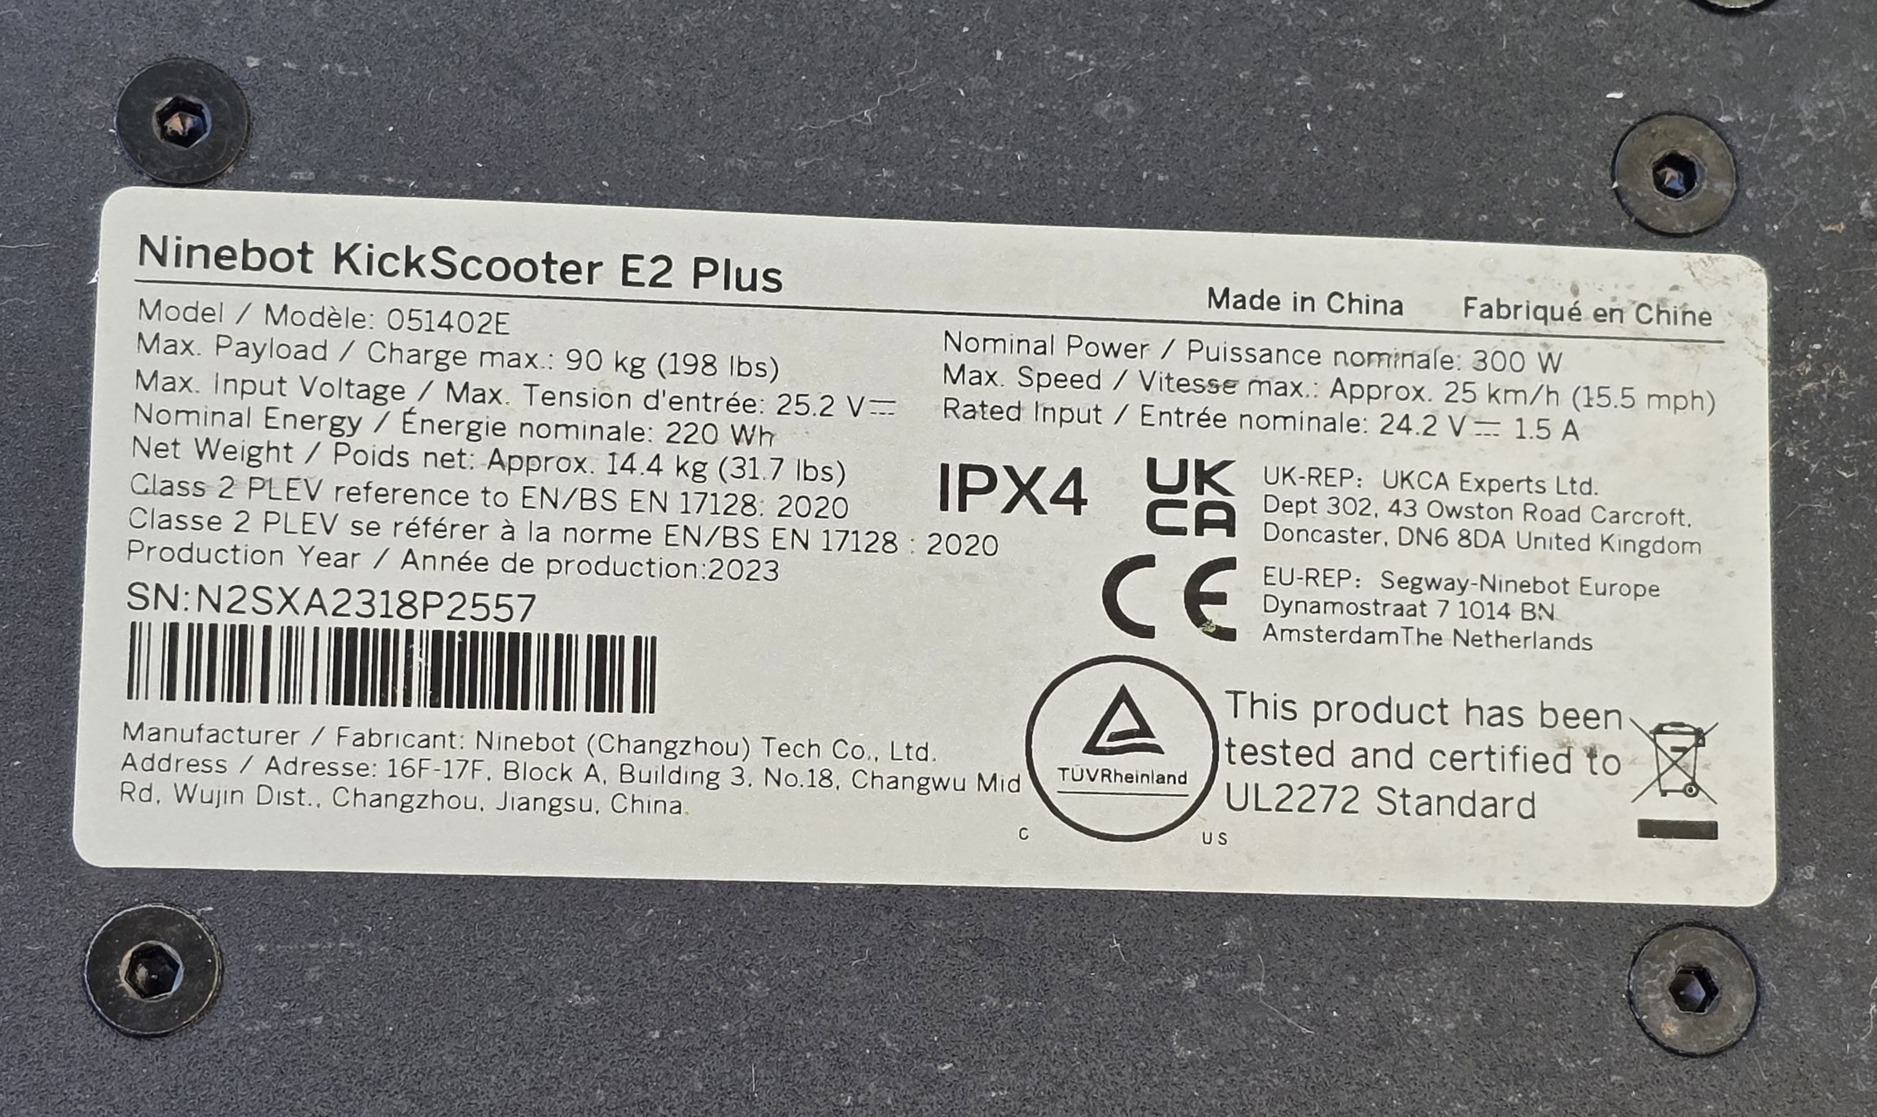 Ninebot KickScooter E2 Plus
Made in China Fabriqué en Chine
Model / Modèle: 051402E
Max. Payload / Charge max.: 90 kg (198 lbs)
Max. Input Voltage / Max. Tension d'entrée: 25.2 V⎓
Nominal Energy / Énergie nominale: 220 Wh
Net Weight / Poids net: Approx. 14.4 kg (31.7 lbs)
Class 2 PLEV reference to EN/BS EN 17128: 2020
Classe 2 PLEV se référer à la norme EN/BS EN 17128 : 2020
Production Year / Année de production:2023
SN:N2SXA2318P2557
Manufacturer / Fabricant: Ninebot (Changzhou) Tech Co., Ltd.
Address / Adresse: 16F-17F, Block A, Building 3, No.18, Changwu Mid
Rd, Wujin Dist., Changzhou, Jiangsu, China.
Nominal Power / Puissance nominale: 300 W
Max. Speed / Vitesse max.: Approx. 25 km/h (15.5 mph)
Rated Input / Entrée nominale: 24.2 V⎓ 1.5 A
IPX4
UK
CA
UK-REP: UKCA Experts Ltd.
Dept 302, 43 Owston Road Carcroft,
Doncaster, DN6 8DA United Kingdom
CE
EU-REP: Segway-Ninebot Europe
Dynamostraat 7 1014 BN
AmsterdamThe Netherlands
TÜVRheinland
C US
This product has been
tested and certified to
UL2272 Standard